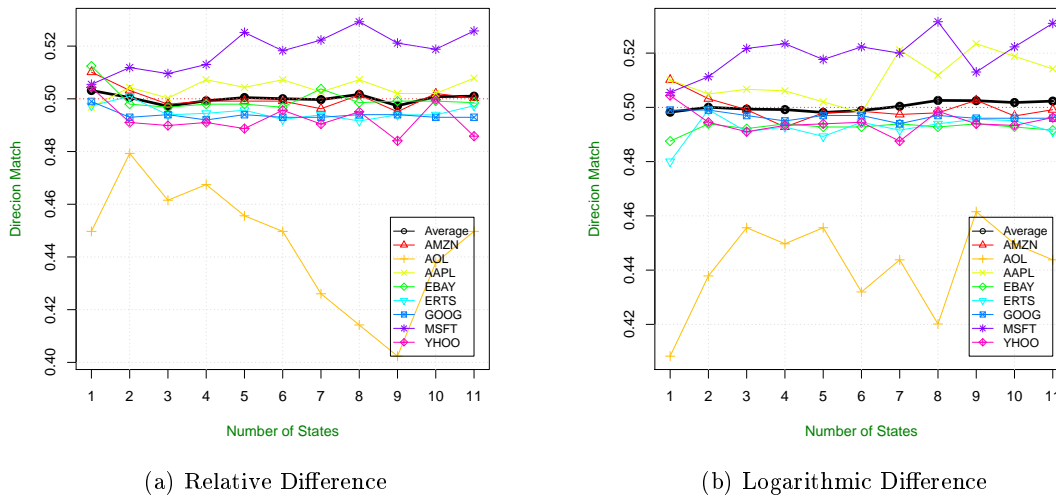 0.52
0.50
0.48
0.46
0.44
0.42
0.40
Direcion Match
1 2 3 4 5 6 7 8 9 10 11
Number of States
Average
AMZN
AOL
AAPL
EBAY
ERTS
GOOG
MSFT
YHOO
(a) Relative Difference
0.52
0.50
0.48
0.46
0.44
0.42
Direcion Match
1 2 3 4 5 6 7 8 9 10 11
Number of States
Average
AMZN
AOL
AAPL
EBAY
ERTS
GOOG
MSFT
YHOO
(b) Logarithmic Difference